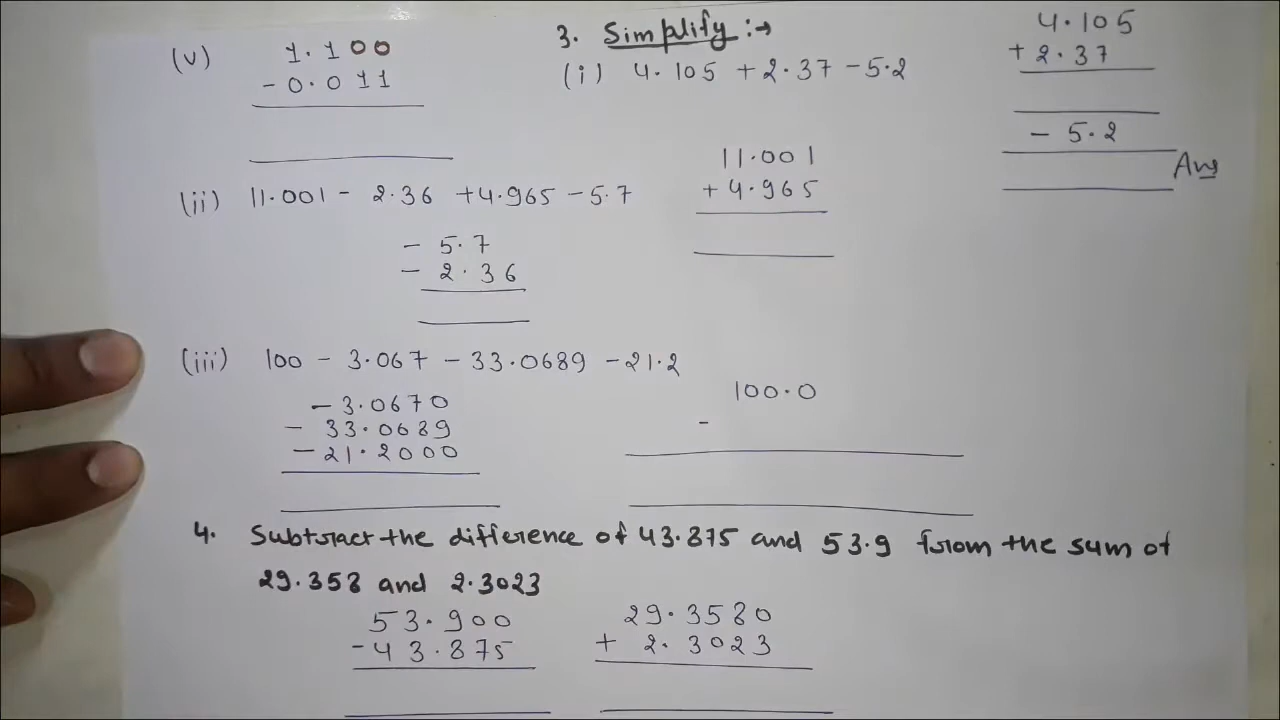 (v) 1.100
- 0.011
3. Simplify :→
(i) 4.105 + 2.37 - 5.2
4.105
+ 2.37
- 5.2
Ans
(ii) 11.001 - 2.36 + 4.965 - 5.7
11.001
+ 4.965
- 5.7
- 2.36
(iii) 100 - 3.067 - 33.0689 - 21.2
- 3.0670
- 33.0689
- 21.2000
100.0
-
4. Subtract the difference of 43.875 and 53.9 from the sum of
29.358 and 2.3023
53.900
- 43.875
29.3580
+ 2.3023